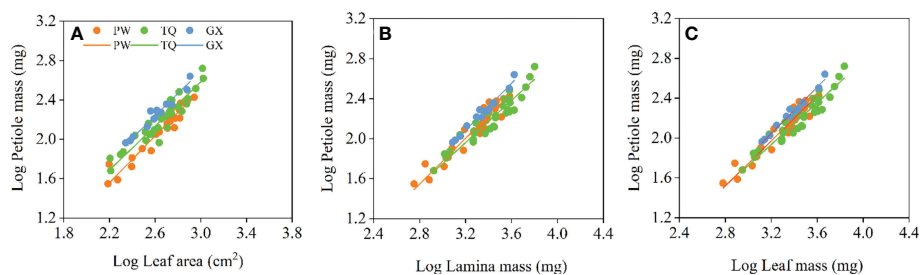 A
PW TQ GX
PW TQ GX
Log Petiole mass (mg)
3.2
2.8
2.4
2.0
1.6
1.2
1.8 2.2 2.6 3.0 3.4 3.8
Log Leaf area (cm²)
B
Log Petiole mass (mg)
3.2
2.8
2.4
2.0
1.6
1.2
2.4 2.8 3.2 3.6 4.0 4.4
Log Lamina mass (mg)
C
Log Petiole mass (mg)
3.2
2.8
2.4
2.0
1.6
1.2
2.4 2.8 3.2 3.6 4.0 4.4
Log Leaf mass (mg)